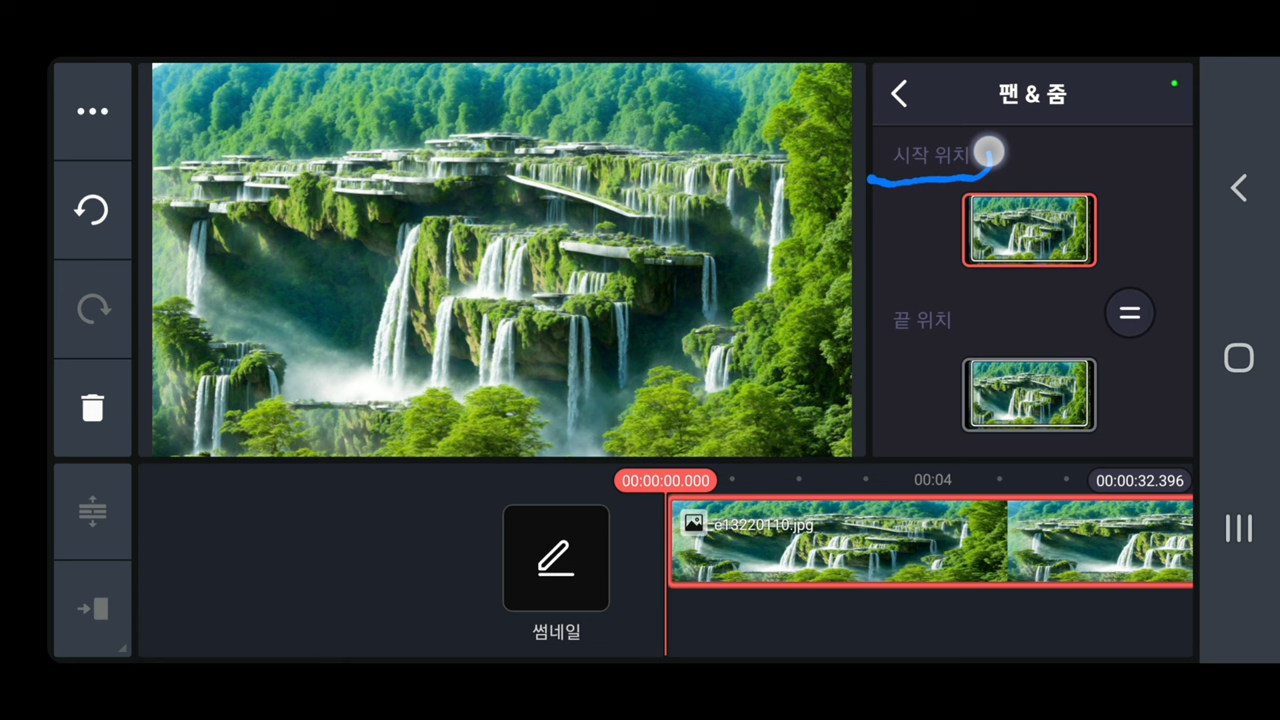 팬 & 줌
시작 위치
끝 위치
00:00:00.000
00:04
00:00:32.396
e13220110.jpg
썸네일